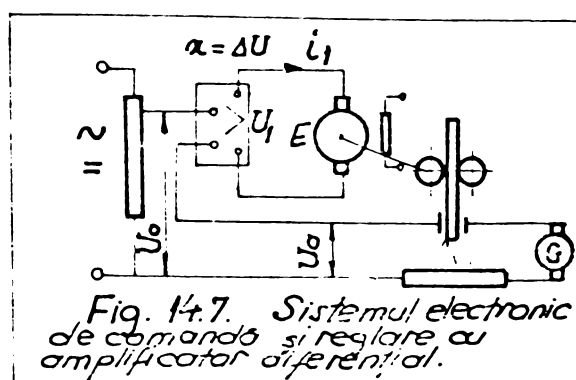 x = ΔU
i₁
~
=
U₁
E
U₀
Ua
G
Fig. 14.7. Sistemul electronic
de comandă și reglare cu
amplificator diferențial.